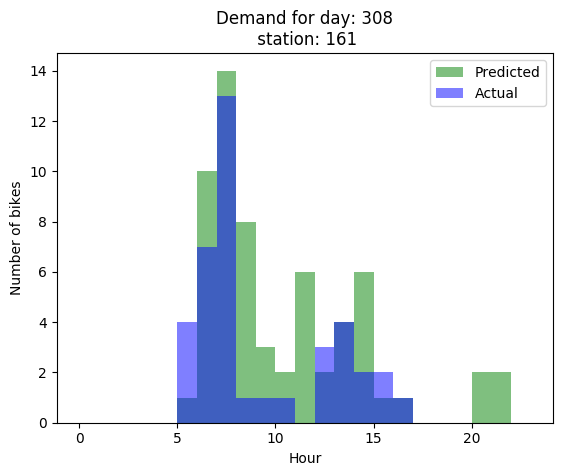 Demand for day: 308
station: 161
Predicted
Actual
14
12
10
8
6
4
2
0
Number of bikes
0 5 10 15 20
Hour